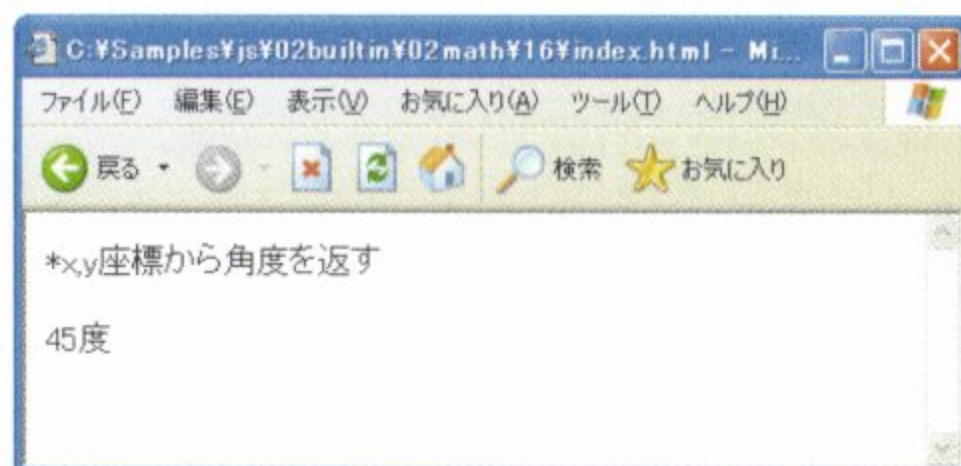 C:¥Samples¥js¥02builtin¥02math¥16¥index.html - Mi...
ファイル(F) 編集(E) 表示(V) お気に入り(A) ツール(T) ヘルプ(H)
戻る 検索 お気に入り
*x,y座標から角度を返す
45度